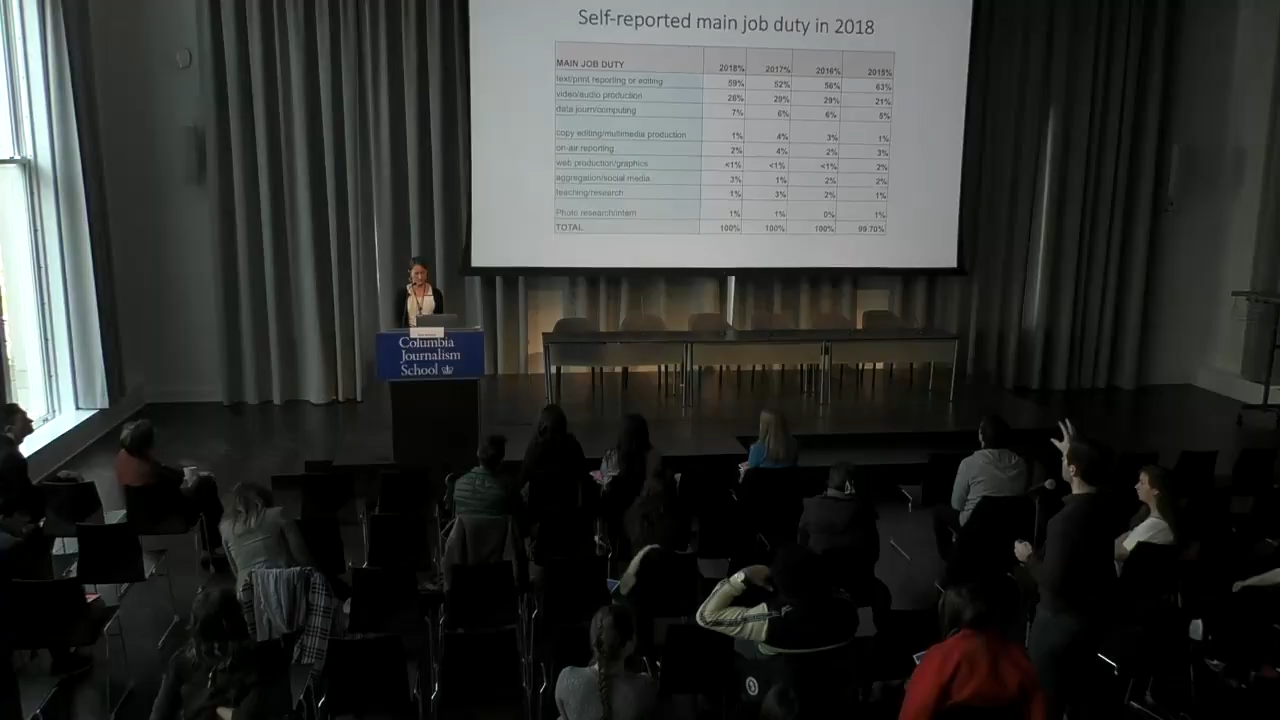 Self-reported main job duty in 2018
MAIN JOB DUTY 2018% 2017% 2016% 2015%
text/print reporting or editing 59% 52% 56% 63%
video/audio production 26% 29% 29% 21%
data journ/computing 7% 6% 6% 5%
copy editing/multimedia production 1% 4% 3% 1%
on-air reporting 2% 4% 2% 3%
web production/graphics <1% <1% <1% 2%
aggregation/social media 3% 1% 2% 2%
teaching/research 1% 3% 2% 1%
Photo research/intern 1% 1% 0% 1%
TOTAL 100% 100% 100% 99.70%
Columbia
Journalism
School